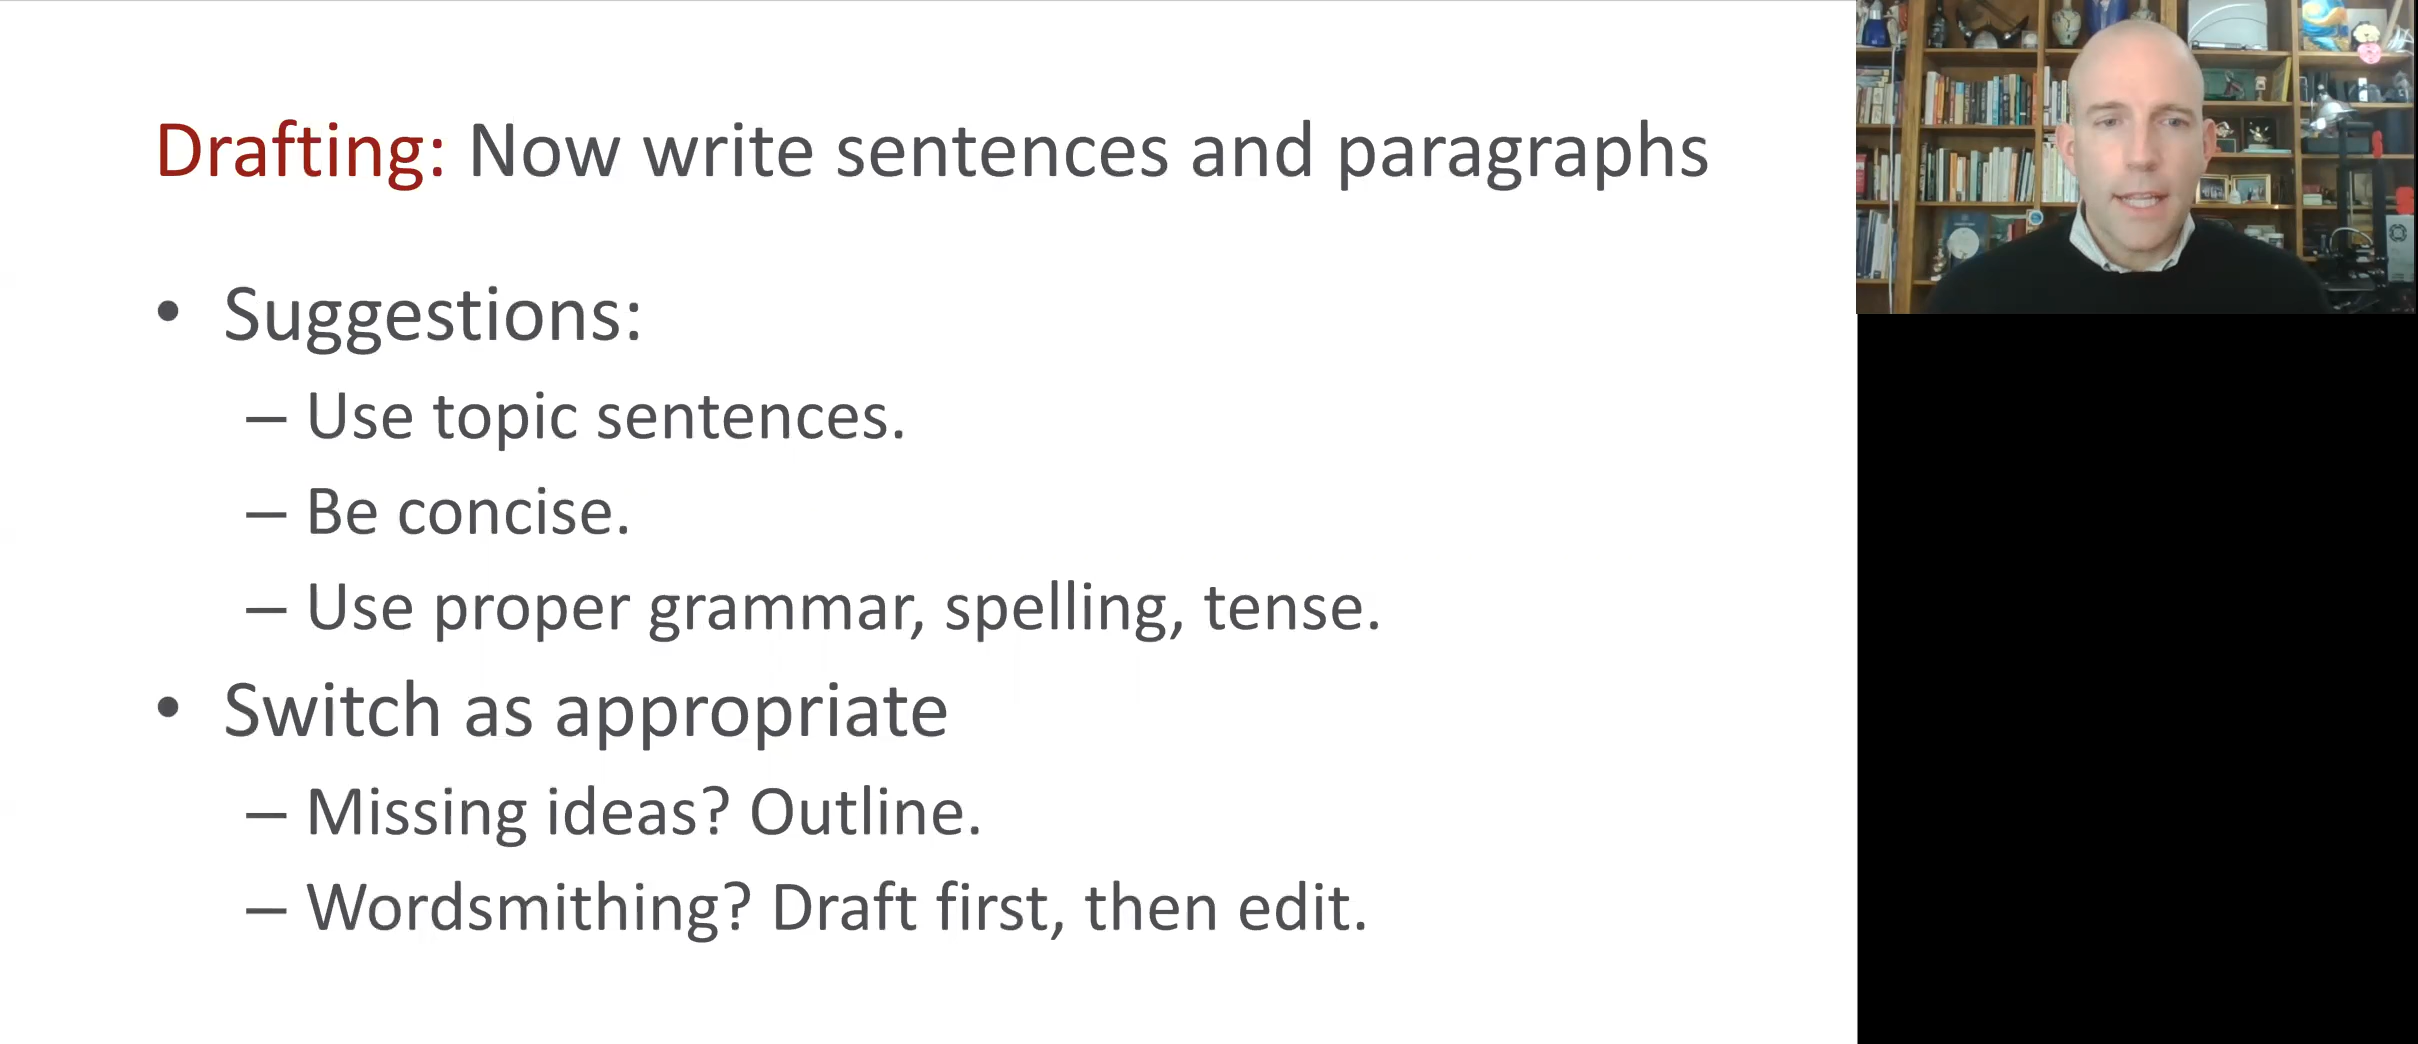 Drafting: Now write sentences and paragraphs
• Suggestions:
– Use topic sentences.
– Be concise.
– Use proper grammar, spelling, tense.
• Switch as appropriate
– Missing ideas? Outline.
– Wordsmithing? Draft first, then edit.